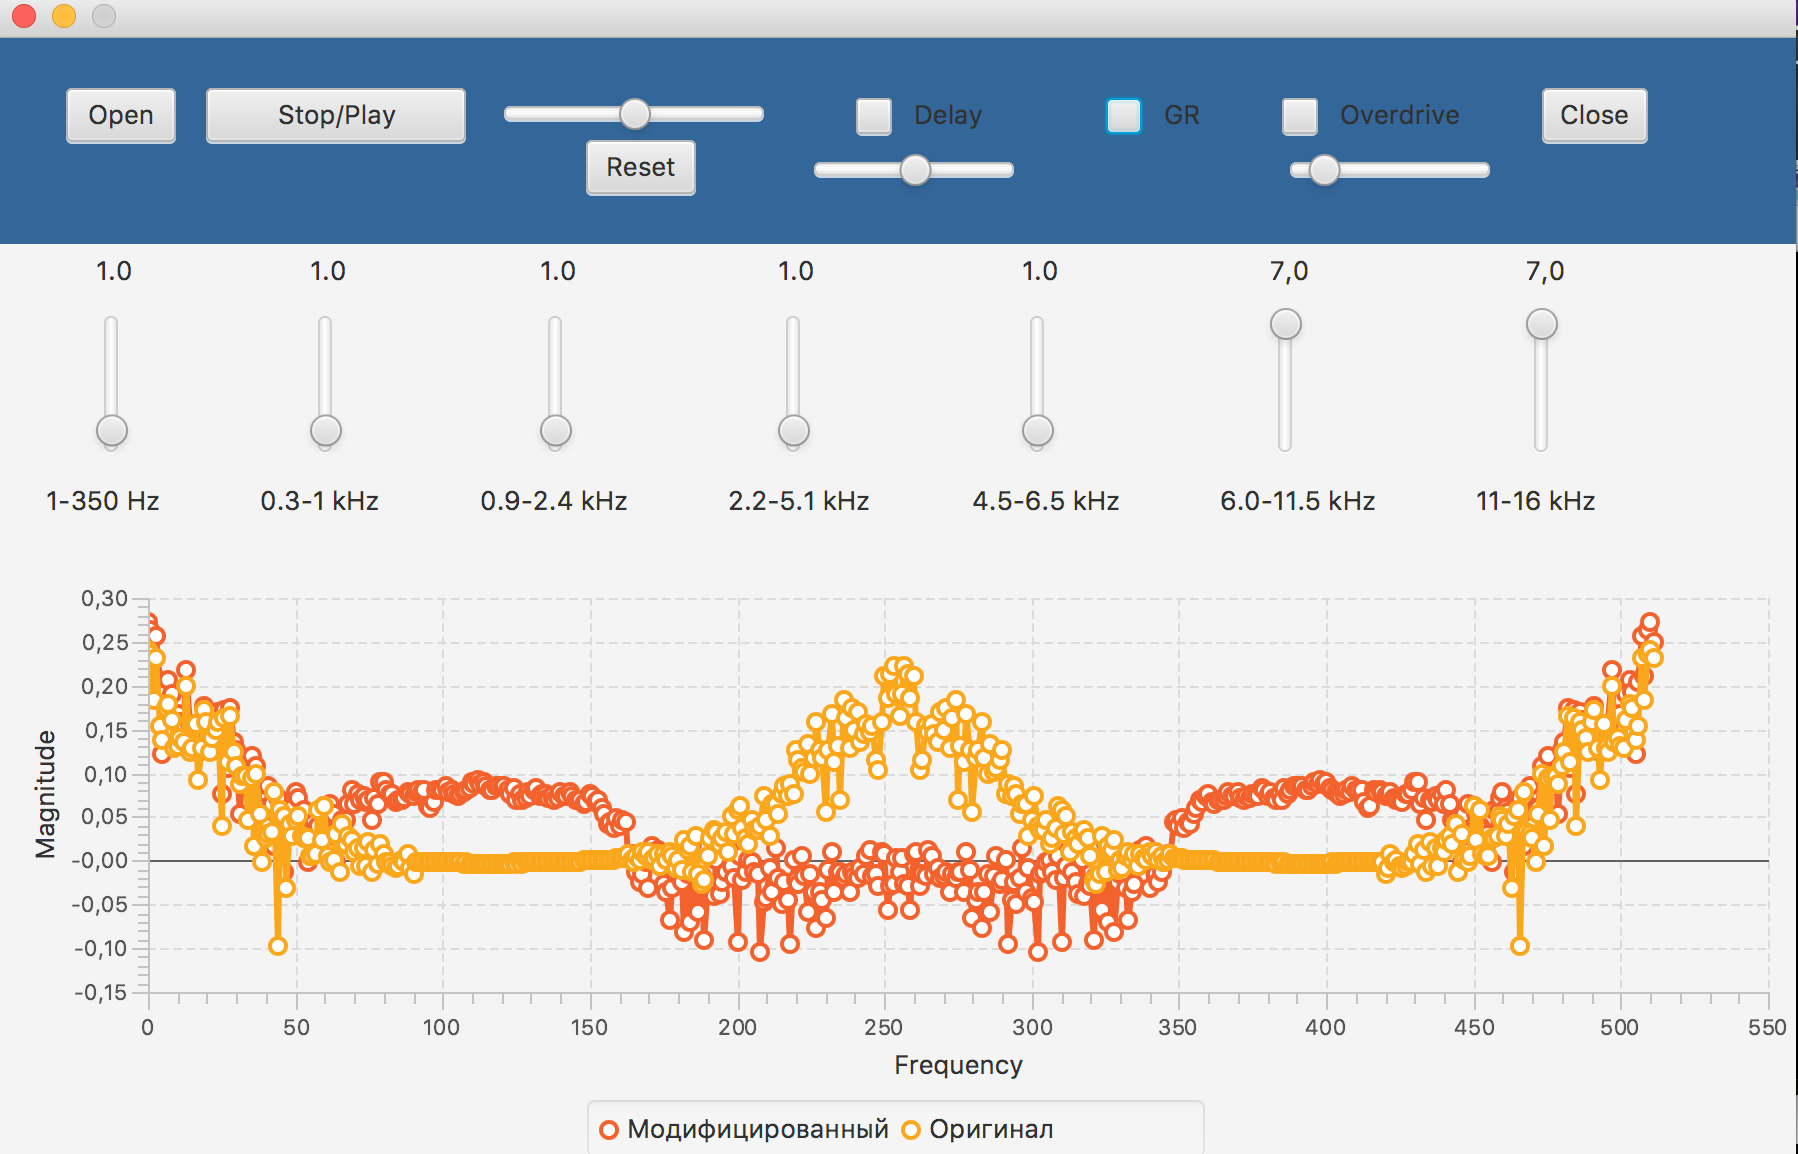 Open Stop/Play Delay GR Overdrive Close
Reset
1.0 1.0 1.0 1.0 1.0 7,0 7,0
1-350 Hz 0.3-1 kHz 0.9-2.4 kHz 2.2-5.1 kHz 4.5-6.5 kHz 6.0-11.5 kHz 11-16 kHz
0,30
0,25
0,20
0,15
0,10
0,05
-0,00
-0,05
-0,10
-0,15
Magnitude
0 50 100 150 200 250 300 350 400 450 500 550
Frequency
Модифицированный Оригинал